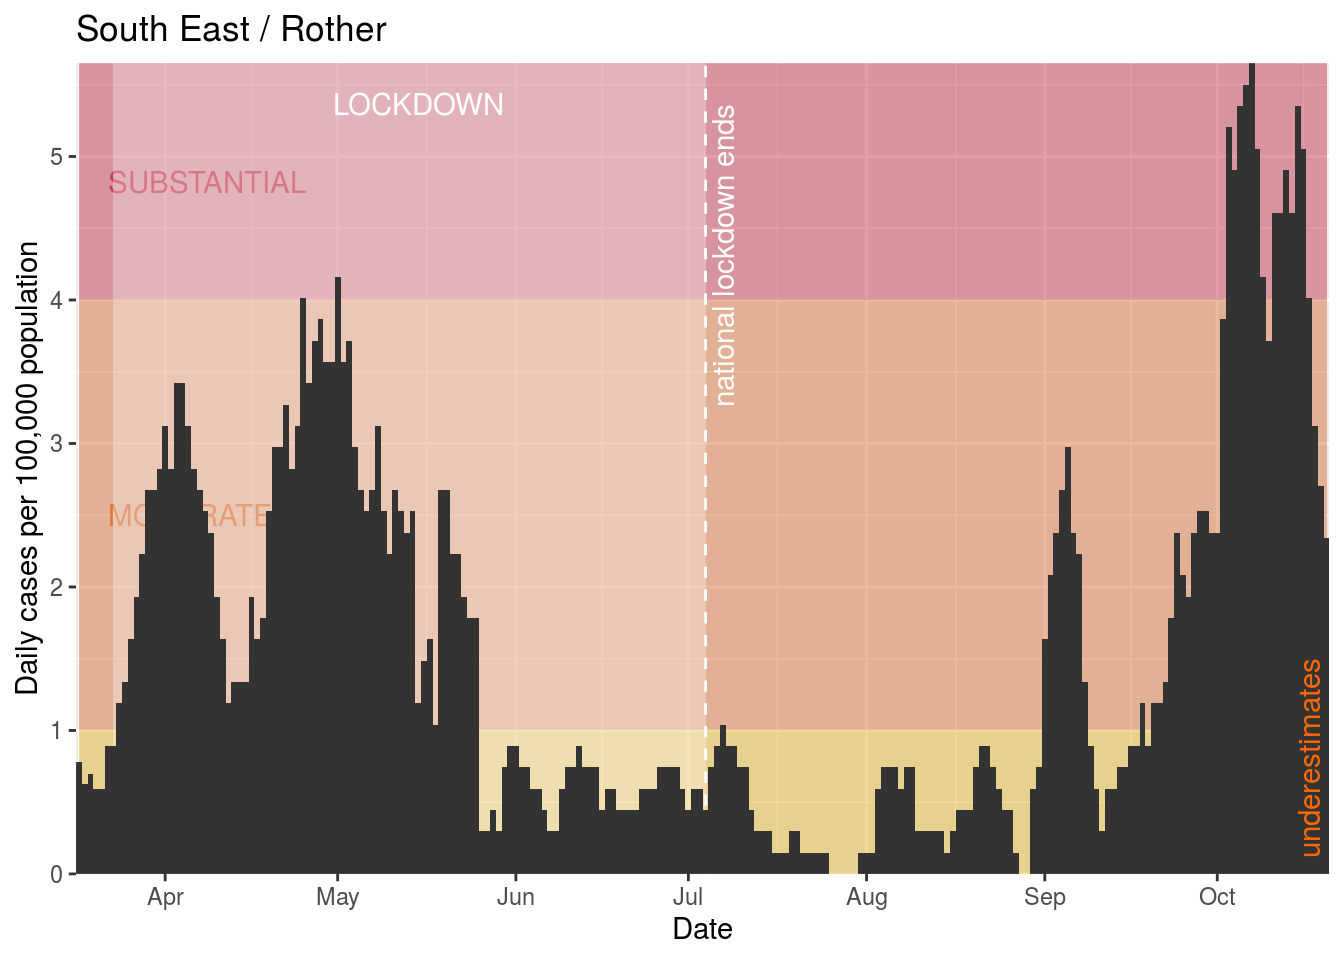 South East / Rother
LOCKDOWN
SUBSTANTIAL
MODERATE
national lockdown ends
underestimates
Daily cases per 100,000 population
5
4
3
2
1
0
Apr
May
Jun
Jul
Aug
Sep
Oct
Date